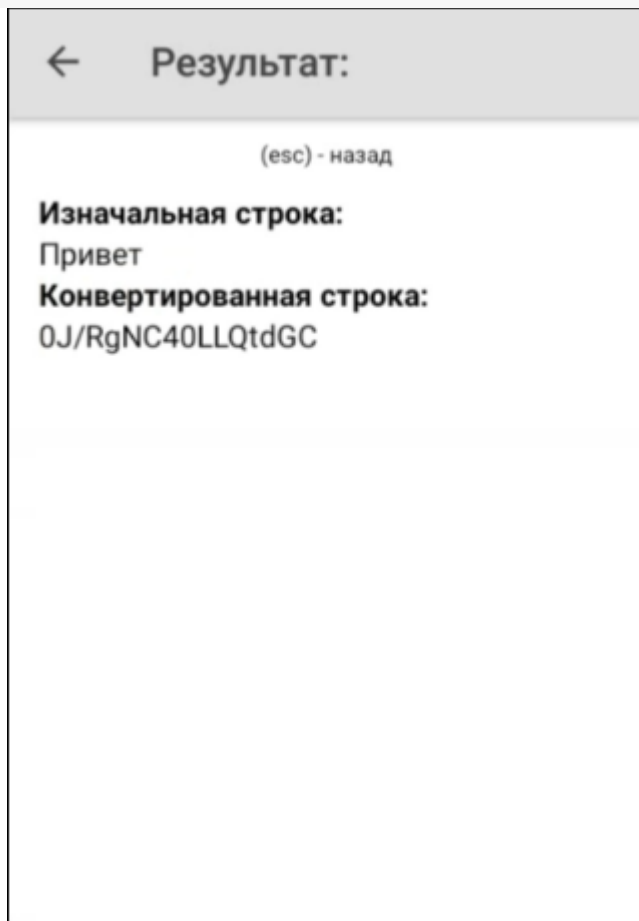 Результат:
(esc) - назад
Изначальная строка:
Привет
Конвертированная строка:
0J/RgNC40LLQtdGC